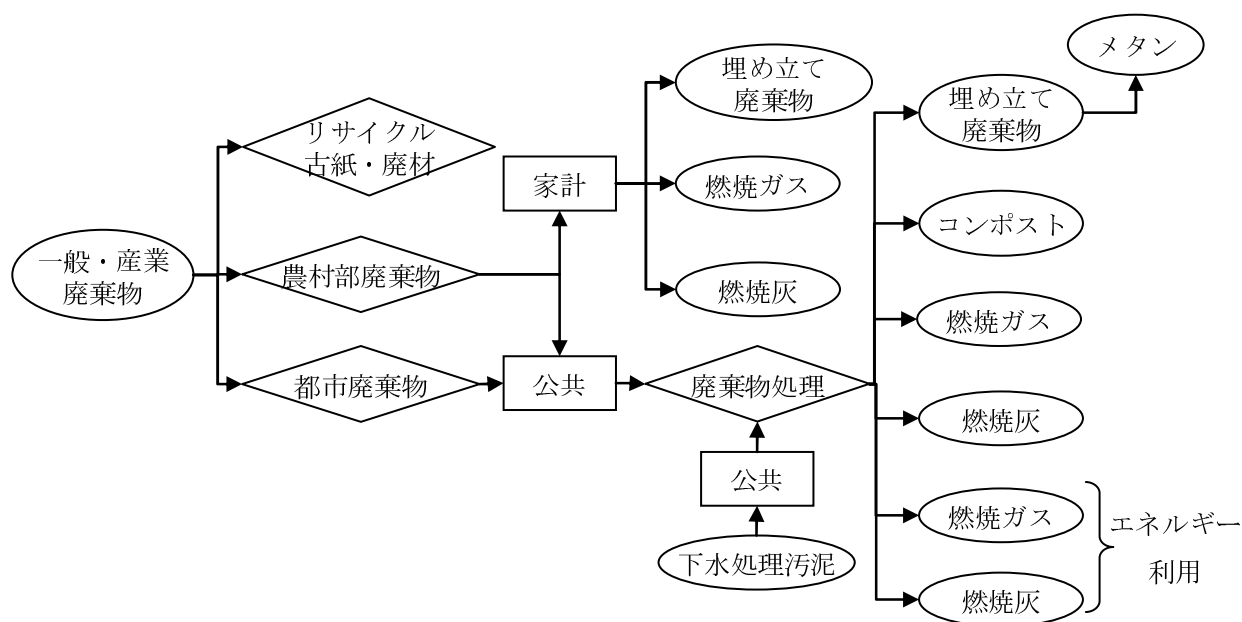 メタン
埋め立て
廃棄物
埋め立て
廃棄物
リサイクル
古紙・廃材
家計
燃焼ガス
コンポスト
一般・産業
廃棄物
農村部廃棄物
燃焼灰
燃焼ガス
都市廃棄物
公共
廃棄物処理
燃焼灰
公共
燃焼ガス
エネルギー
利用
下水処理汚泥
燃焼灰